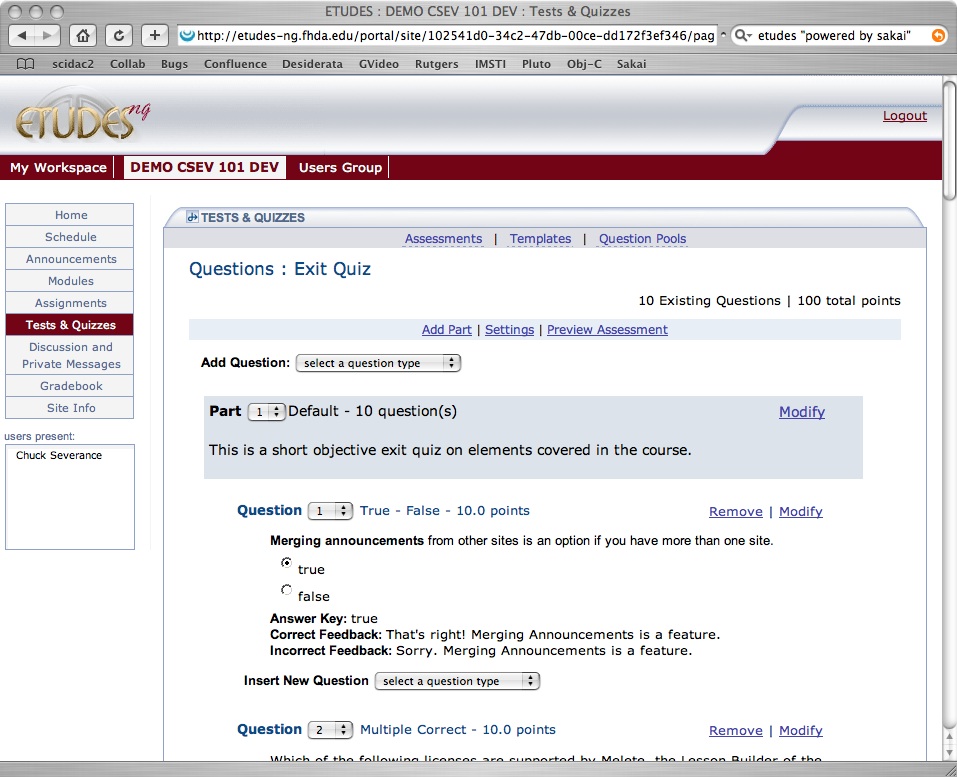 ETUDES : DEMO CSEV 101 DEV : Tests & Quizzes
http://etudes-ng.fhda.edu/portal/site/102541d0-34c2-47db-00ce-dd172f3ef346/pag
etudes "powered by sakai"
scidac2 Collab Bugs Confluence Desiderata GVideo Rutgers IMSTI Pluto Obj-C Sakai
ETUDES ng
Logout
My Workspace DEMO CSEV 101 DEV Users Group
Home
Schedule
Announcements
Modules
Assignments
Tests & Quizzes
Discussion and
Private Messages
Gradebook
Site Info
users present:
Chuck Severance
TESTS & QUIZZES
Assessments | Templates | Question Pools
Questions : Exit Quiz
10 Existing Questions | 100 total points
Add Part | Settings | Preview Assessment
Add Question: select a question type
Part 1 Default - 10 question(s) Modify
This is a short objective exit quiz on elements covered in the course.
Question 1 True - False - 10.0 points Remove | Modify
Merging announcements from other sites is an option if you have more than one site.
true
false
Answer Key: true
Correct Feedback: That's right! Merging Announcements is a feature.
Incorrect Feedback: Sorry. Merging Announcements is a feature.
Insert New Question select a question type
Question 2 Multiple Correct - 10.0 points Remove | Modify
Which of the following licenses are supported by Melete, the Lesson Builder of the